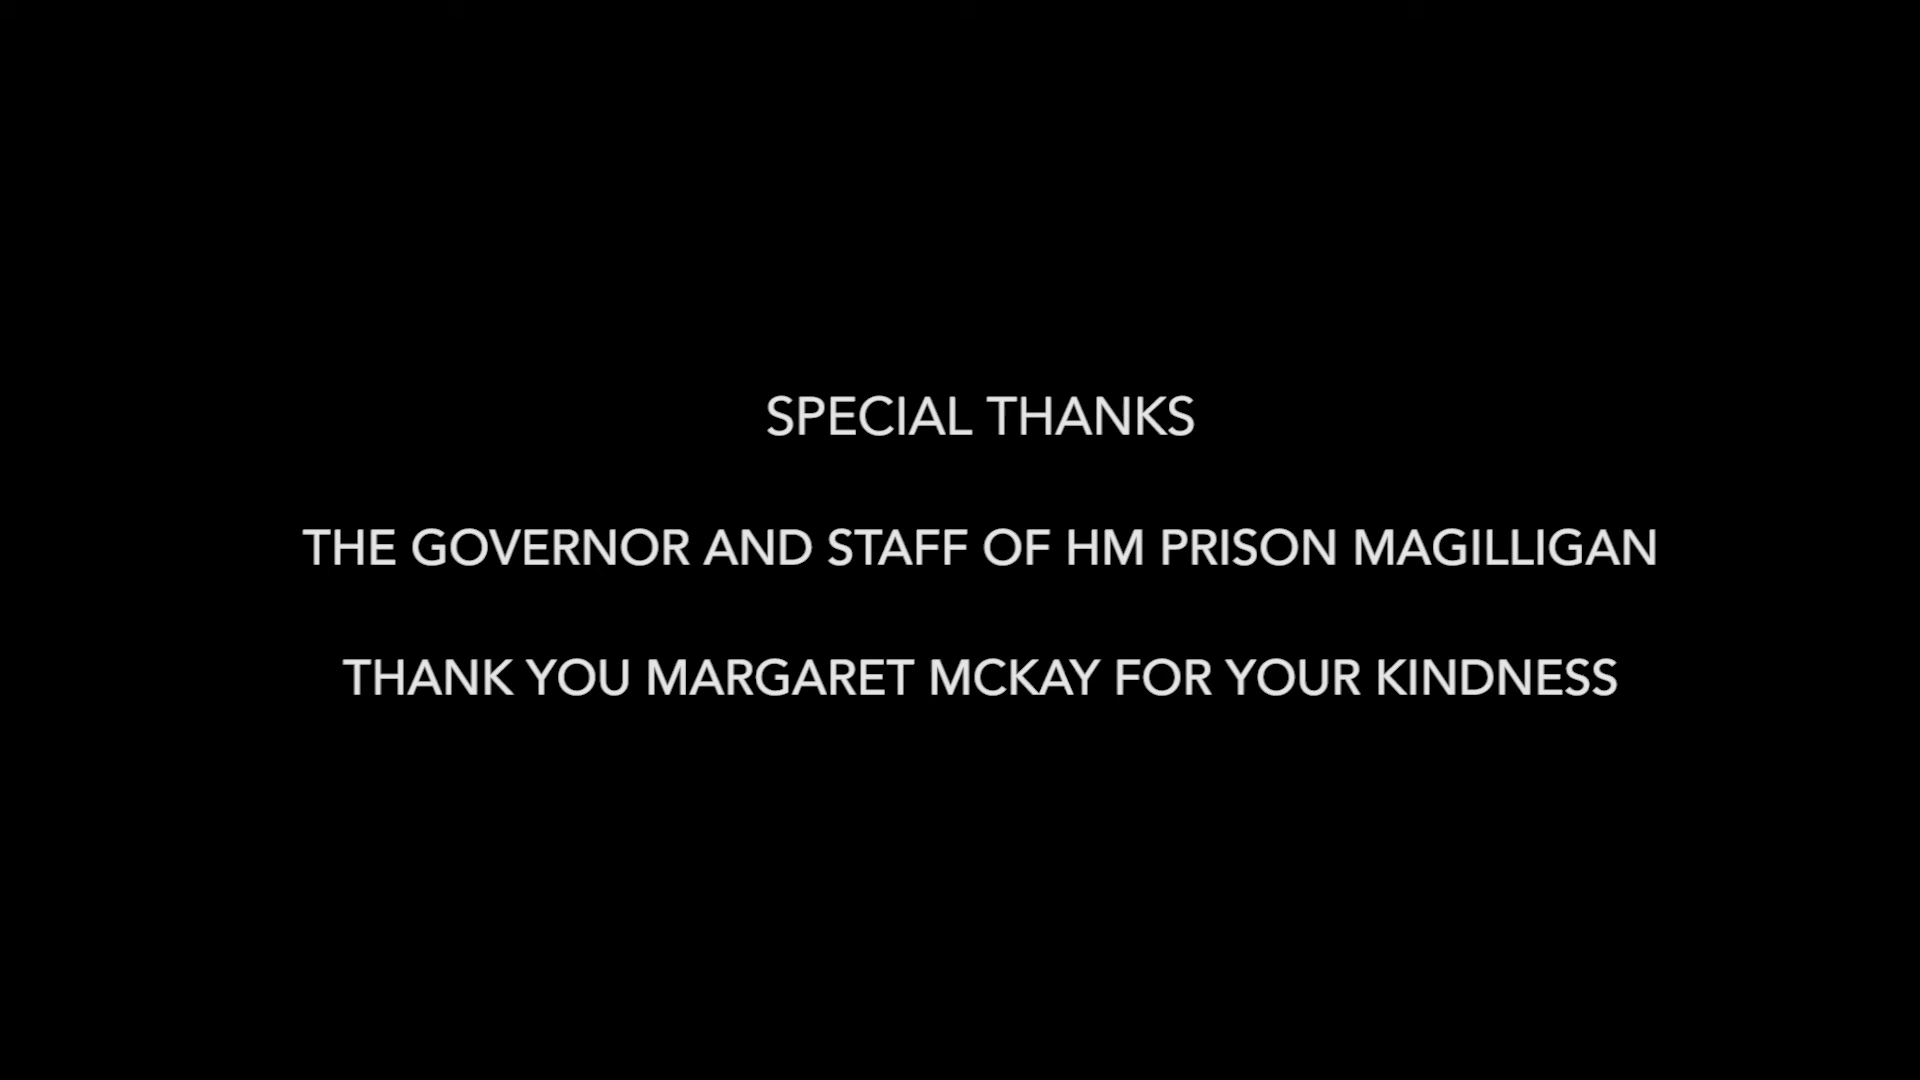 SPECIAL THANKS
THE GOVERNOR AND STAFF OF HM PRISON MAGILLIGAN
THANK YOU MARGARET MCKAY FOR YOUR KINDNESS